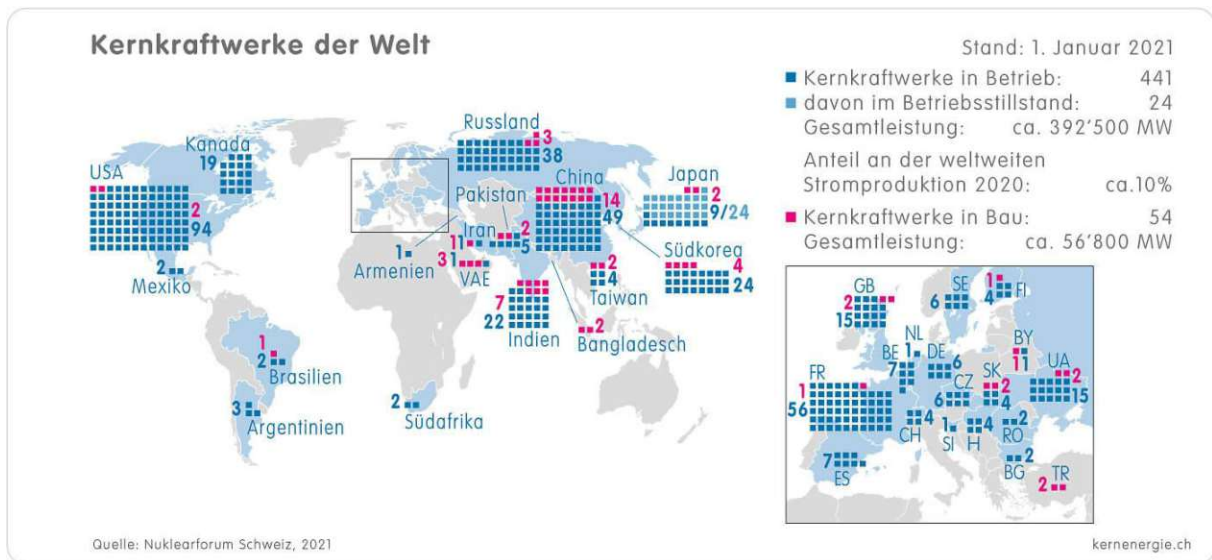 Kernkraftwerke der Welt
Stand: 1. Januar 2021
Kernkraftwerke in Betrieb: 441
davon im Betriebsstillstand: 24
Gesamtleistung: ca. 392'500 MW
Anteil an der weltweiten
Stromproduktion 2020: ca.10%
Kernkraftwerke in Bau: 54
Gesamtleistung: ca. 56'800 MW
Kanada
19
USA
2
94
Mexiko
2
Brasilien
1
2
Argentinien
3
Russland
3
38
China
14
49
Japan
2
9/24
Pakistan
2
5
Iran
1 1
Armenien
1
VAE
3 1
Südkorea
4
24
Taiwan
2
4
Indien
7
22
Bangladesch
2
Südafrika
2
GB
2
15
SE
6
FI
1
4
NL
1
BE
7
DE
6
BY
1 1
UA
2
15
FR
1
56
CZ
6
SK
2
4
CH
4
SI
1
H
4
RO
2
BG
2
ES
7
TR
2
Quelle: Nuklearforum Schweiz, 2021
kernenergie.ch